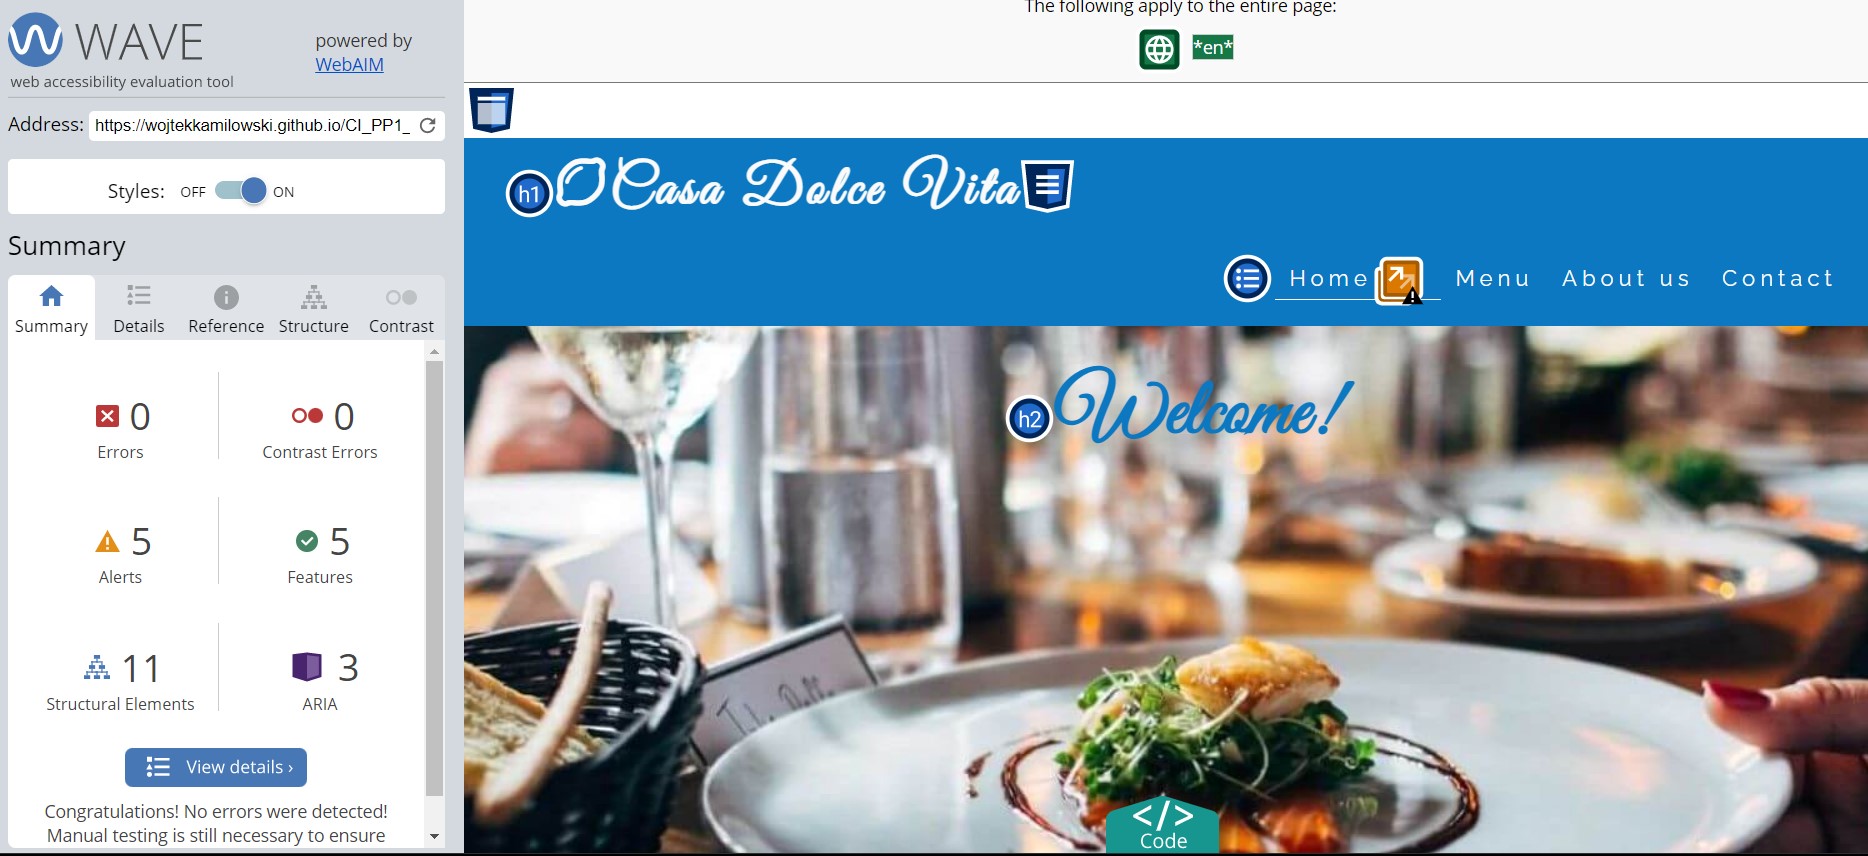 WAVE
powered by
WebAIM
web accessibility evaluation tool
Address: https://wojtekkamilowski.github.io/CI_PP1_
Styles: OFF ON
Summary
Summary Details Reference Structure Contrast
0 0
Errors Contrast Errors
5 5
Alerts Features
11 3
Structural Elements ARIA
View details ›
Congratulations! No errors were detected!
Manual testing is still necessary to ensure
The following apply to the entire page:
*en*
h1 Casa Dolce Vita
Home Menu About us Contact
h2 Welcome!
</> 
Code